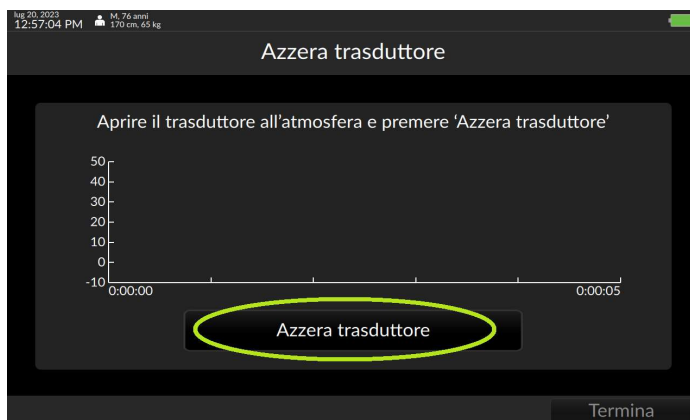 lug 20, 2023
12:57:04 PM
M, 76 anni
170 cm, 65 kg
Azzera trasduttore
Aprire il trasduttore all’atmosfera e premere ‘Azzera trasduttore’
50
40
30
20
10
0
-10
0:00:00
0:00:05
Azzera trasduttore
Termina